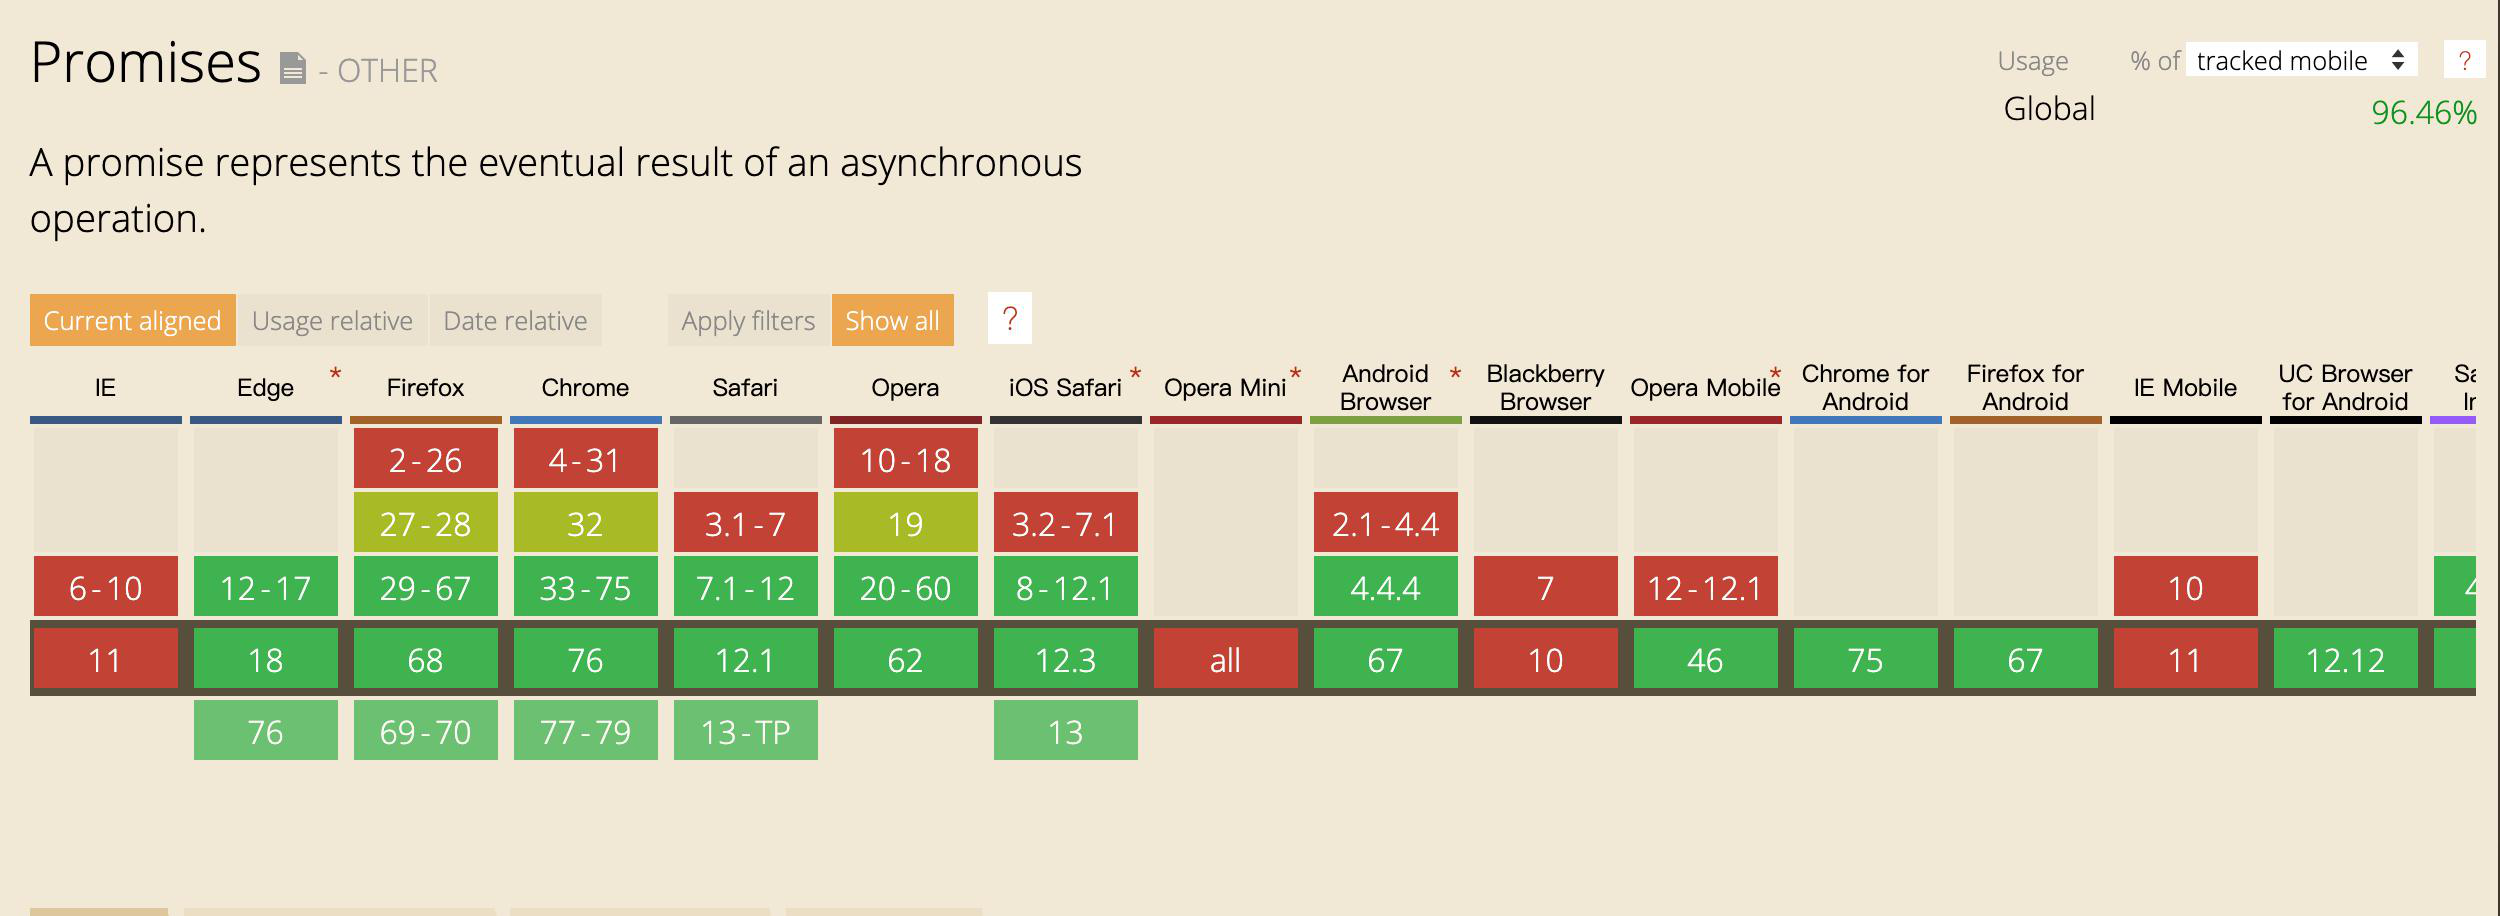 Promises - OTHER
Usage % of tracked mobile ?
Global 96.46%
A promise represents the eventual result of an asynchronous
operation.
Current aligned Usage relative Date relative Apply filters Show all ?
IE Edge * Firefox Chrome Safari Opera iOS Safari * Opera Mini * Android Browser * Blackberry Browser Opera Mobile * Chrome for Android Firefox for Android IE Mobile UC Browser for Android
2-26 4-31 10-18
27-28 32 3.1-7 19 3.2-7.1 2.1-4.4
6-10 12-17 29-67 33-75 7.1-12 20-60 8-12.1 4.4.4 7 12-12.1 10
11 18 68 76 12.1 62 12.3 all 67 10 46 75 67 11 12.12
76 69-70 77-79 13-TP 13